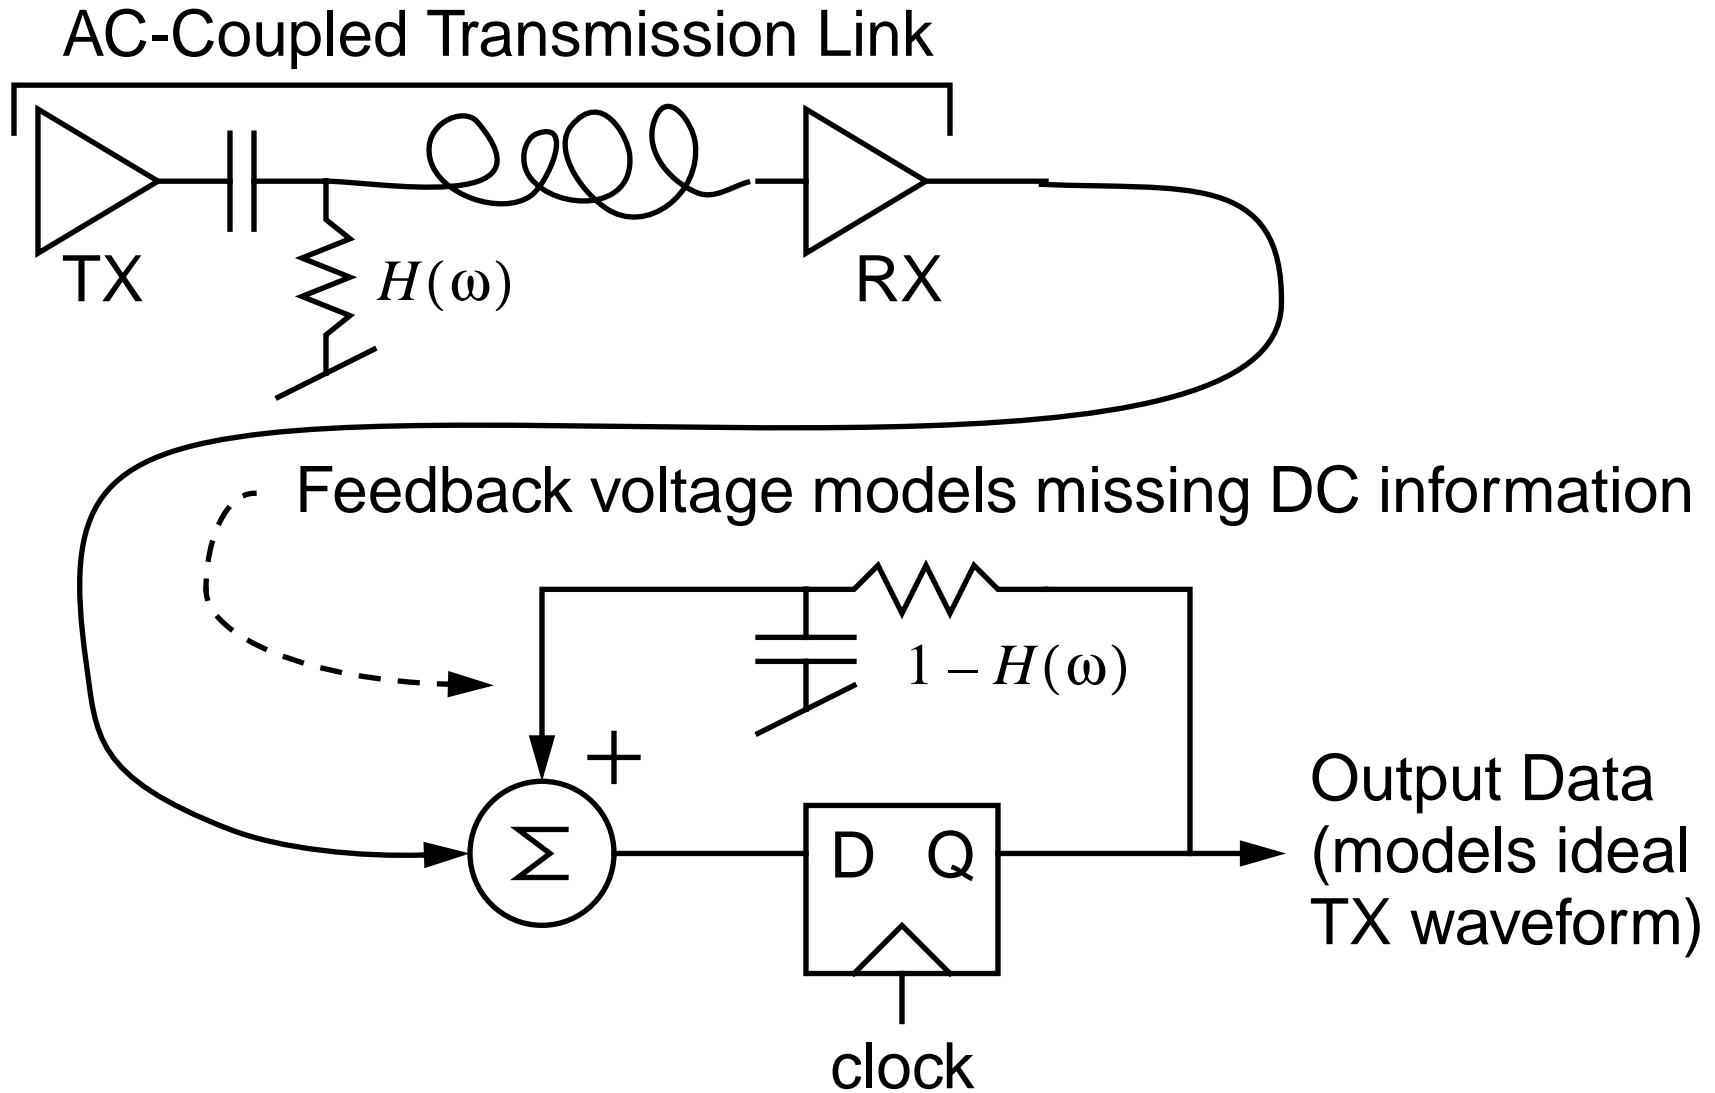 AC-Coupled Transmission Link
TX
H(ω)
RX
Feedback voltage models missing DC information
1 – H(ω)
+
Σ
D Q
Output Data
(models ideal
TX waveform)
clock